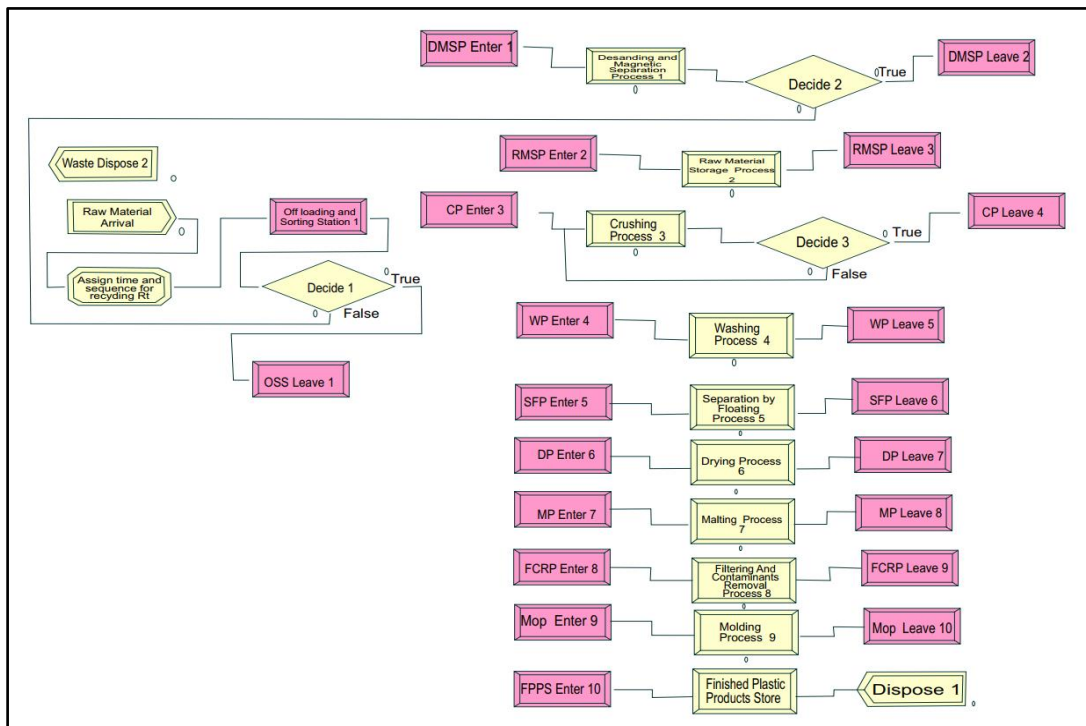 DMSP Enter 1
Desanding and
Magnetic
Separation
Process 1
0
Decide 2
0
True
0
DMSP Leave 2
RMSP Enter 2
Raw Material
Storage Process
2
0
RMSP Leave 3
CP Enter 3
Crushing
Process 3
0
Decide 3
0
True
0
False
CP Leave 4
Waste Dispose 2
0
Raw Material
Arrival
0
Assign time and
sequence for
recyding Rt
Off loading and
Sorting Station 1
Decide 1
0
True
0
False
OSS Leave 1
WP Enter 4
Washing
Process 4
0
WP Leave 5
SFP Enter 5
Separation by
Floating
Process 5
0
SFP Leave 6
DP Enter 6
Drying Process
6
0
DP Leave 7
MP Enter 7
Malting Process
7
0
MP Leave 8
FCRP Enter 8
Filtering And
Contaminants
Removal
Process 8
0
FCRP Leave 9
Mop Enter 9
Molding
Process 9
0
Mop Leave 10
FPPS Enter 10
Finished Plastic
Products Store
0
Dispose 1
0